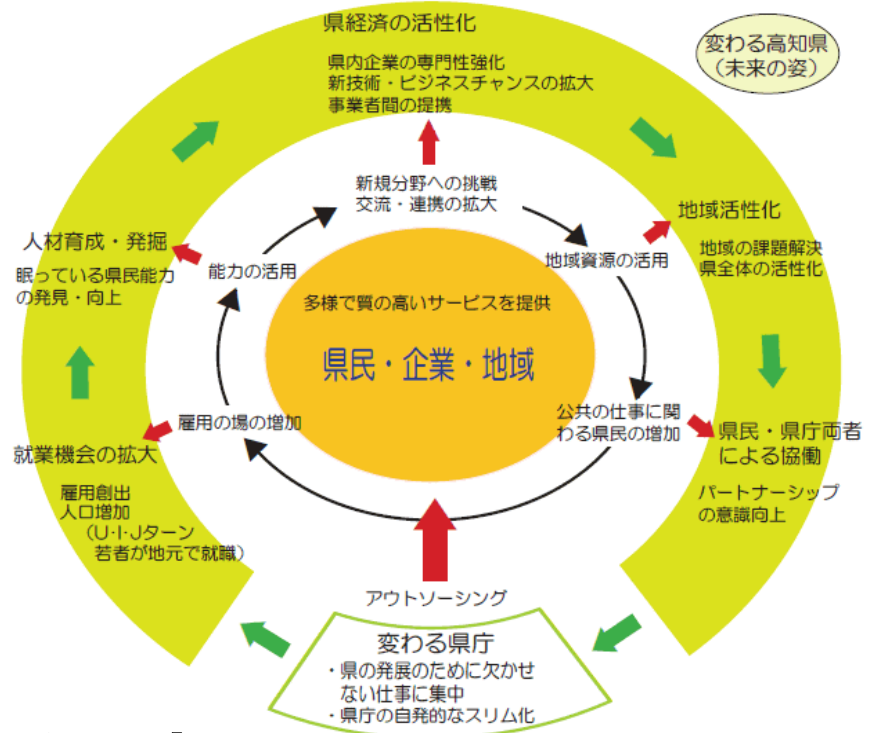 県経済の活性化
県内企業の専門性強化
新技術・ビジネスチャンスの拡大
事業者間の提携
変わる高知県
（未来の姿）
新規分野への挑戦
交流・連携の拡大
地域活性化
地域の課題解決
県全体の活性化
人材育成・発掘
眠っている県民能力
の発見・向上
能力の活用
地域資源の活用
多様で質の高いサービスを提供
県民・企業・地域
雇用の場の増加
公共の仕事に関
わる県民の増加
県民・県庁両者
による協働
パートナーシップ
の意識向上
就業機会の拡大
雇用創出
人口増加
（U・I・Jターン
若者が地元で就職）
アウトソーシング
変わる県庁
・県の発展のために欠かせ
ない仕事に集中
・県庁の自発的なスリム化